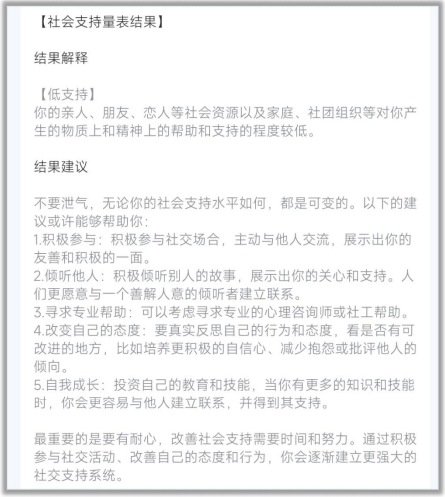 【社会支持量表结果】
结果解释
【低支持】
你的亲人、朋友、恋人等社会资源以及家庭、社团组织等对你产
生的物质上和精神上的帮助和支持的程度较低。
结果建议
不要泄气，无论你的社会支持水平如何，都是可变的。以下的建
议或许能够帮助你：
1.积极参与：积极参与社交场合，主动与他人交流，展示出你的
友善和积极的一面。
2.倾听他人：积极倾听别人的故事，展示出你的关心和支持。人
们更愿意与一个善解人意的倾听者建立联系。
3.寻求专业帮助：可以考虑寻求专业的心理咨询师或社工帮助。
4.改变自己的态度：要真实反思自己的行为和态度，看是否有可
改进的地方，比如培养更积极的自信心、减少抱怨或批评他人的
倾向。
5.自我成长：投资自己的教育和技能，当你有更多的知识和技能
时，你会更容易与他人建立联系，并得到其支持。
最重要的是要有耐心，改善社会支持需要时间和努力。通过积极
参与社交活动、改善自己的态度和行为，你会逐渐建立更强大的
社交支持系统。